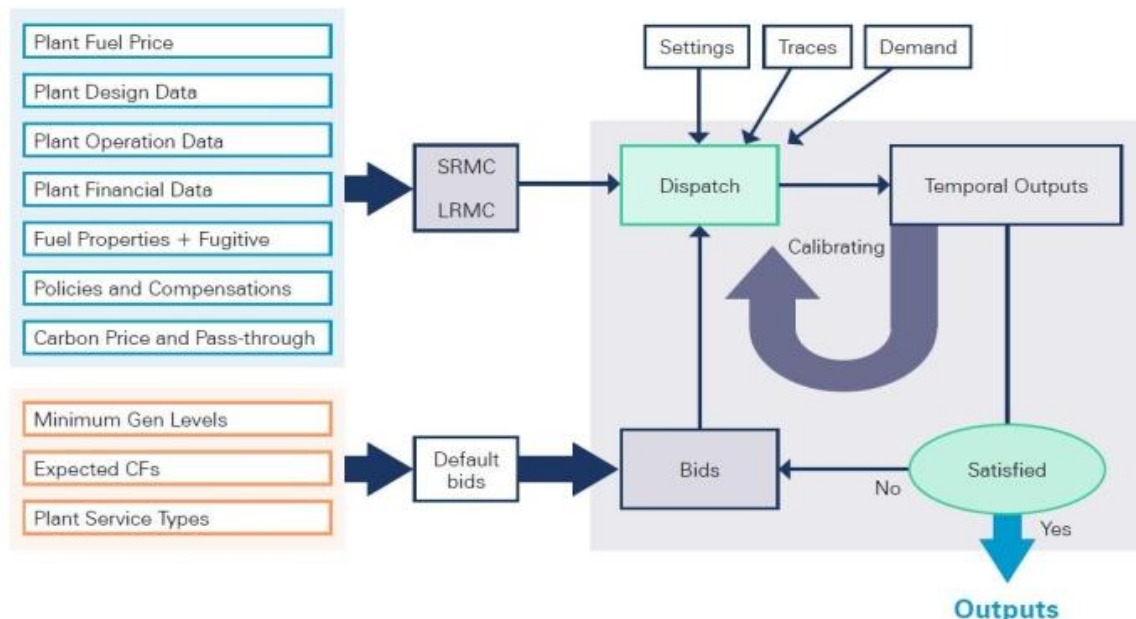 Plant Fuel Price
Plant Design Data
Plant Operation Data
Plant Financial Data
Fuel Properties + Fugitive
Policies and Compensations
Carbon Price and Pass-through
Minimum Gen Levels
Expected CFs
Plant Service Types
SRMC
LRMC
Default
bids
Settings
Traces
Demand
Dispatch
Temporal Outputs
Calibrating
Bids
No
Satisfied
Yes
Outputs